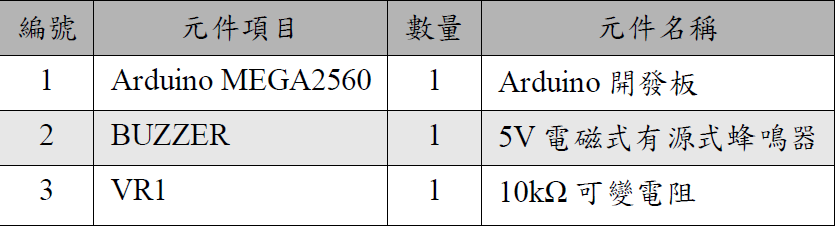 編號 元件項目 數量 元件名稱
1 Arduino MEGA2560 1 Arduino 開發板
2 BUZZER 1 5V 電磁式有源式蜂鳴器
3 VR1 1 10kΩ 可變電阻